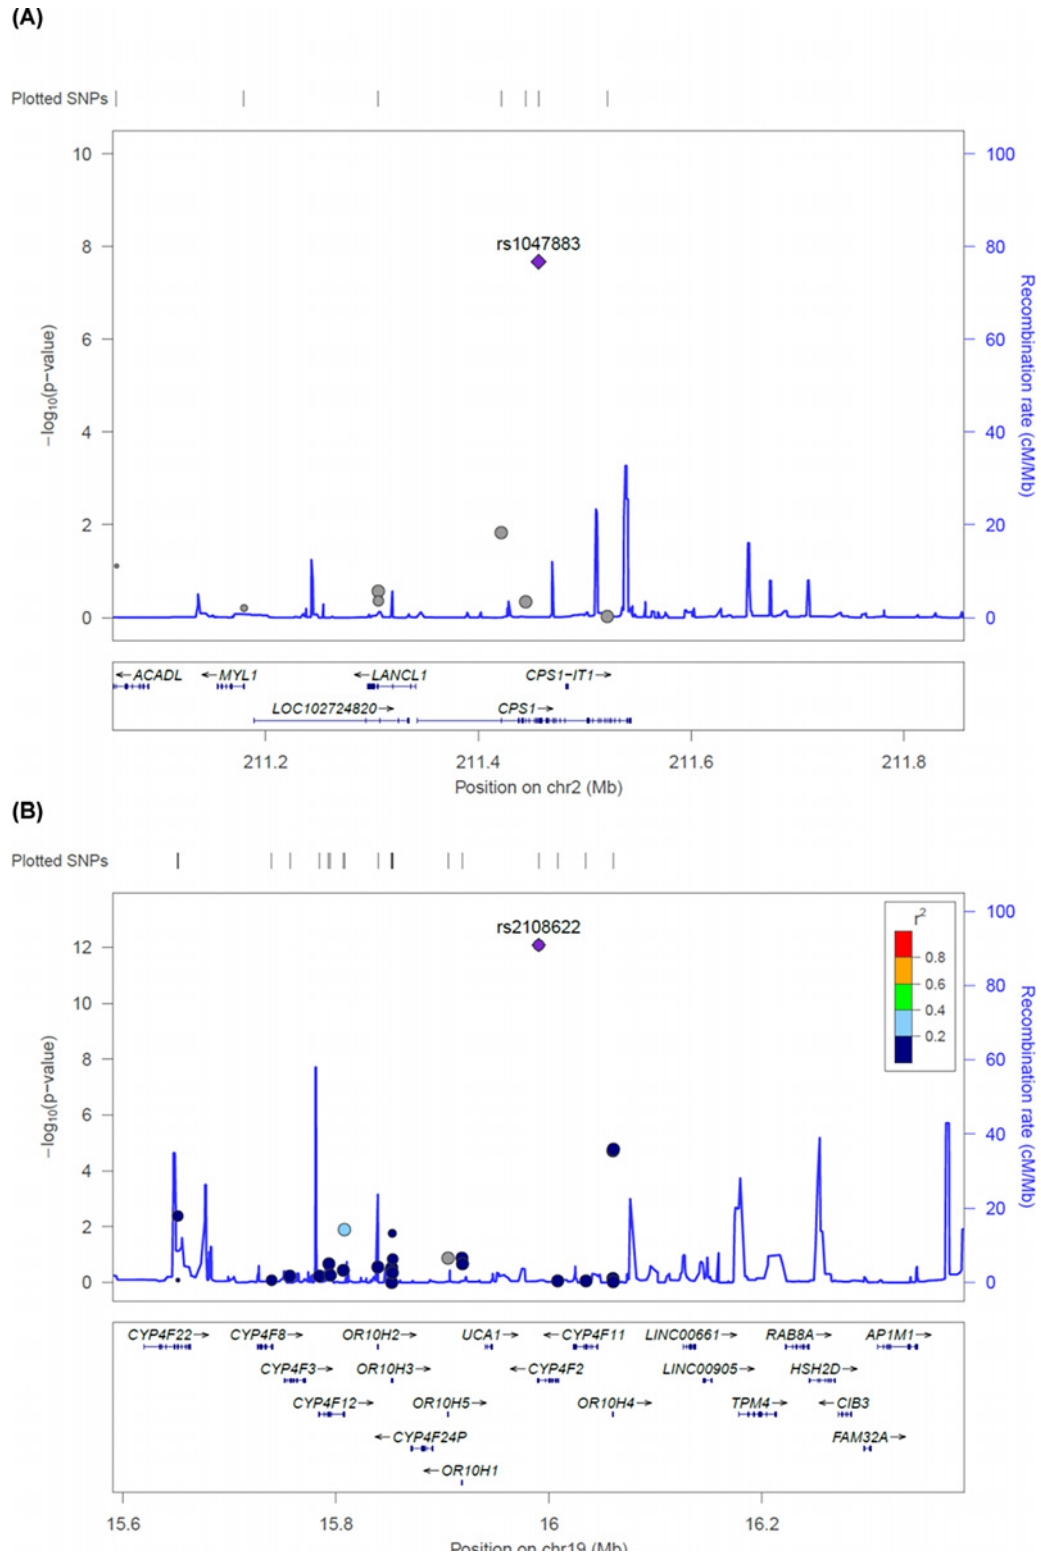 (A)
Plotted SNPs
10 100
rs1047883
8 80
6 60
4 40
2 20
0 0
−log10(p−value)
Recombination rate (cM/Mb)
←ACADL ←MYL1 ←LANCL1 CPS1−IT1→
LOC102724820→ CPS1→
211.2 211.4 211.6 211.8
Position on chr2 (Mb)
(B)
Plotted SNPs
rs2108622
r2
0.8
0.6
0.4
0.2
12
10
8
6
4
2
0
100
80
60
40
20
0
−log10(p−value)
Recombination rate (cM/Mb)
CYP4F22→ CYP4F8→ OR10H2→ UCA1→ ←CYP4F11 LINC00661→ RAB8A→ AP1M1→
CYP4F3→ OR10H3→ ←CYP4F2 LINC00905→ HSH2D→
CYP4F12→ OR10H5→ OR10H4→ TPM4→ ←CIB3
←CYP4F24P FAM32A→
←OR10H1
15.6 15.8 16 16.2
Position on chr19 (Mb)